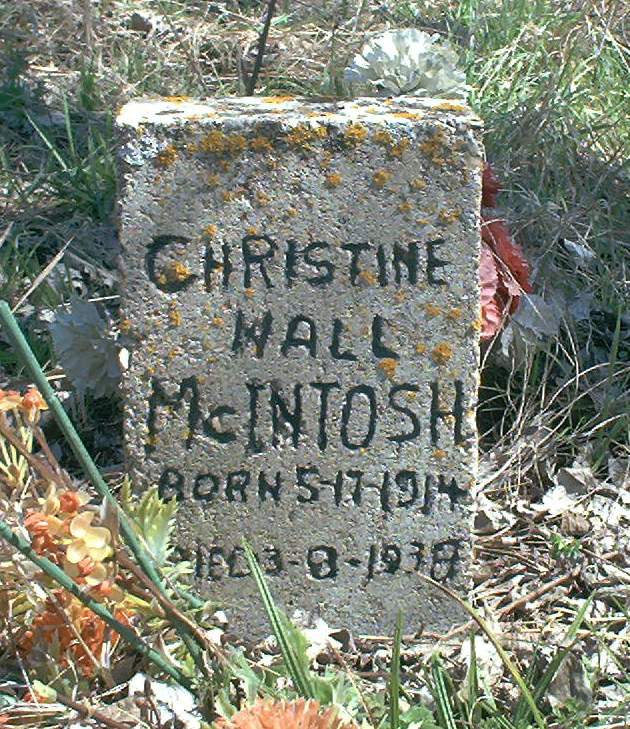 CHRISTINE
WALL
McINTOSH
BORN 5-17-1914
DIED 3-8-1938